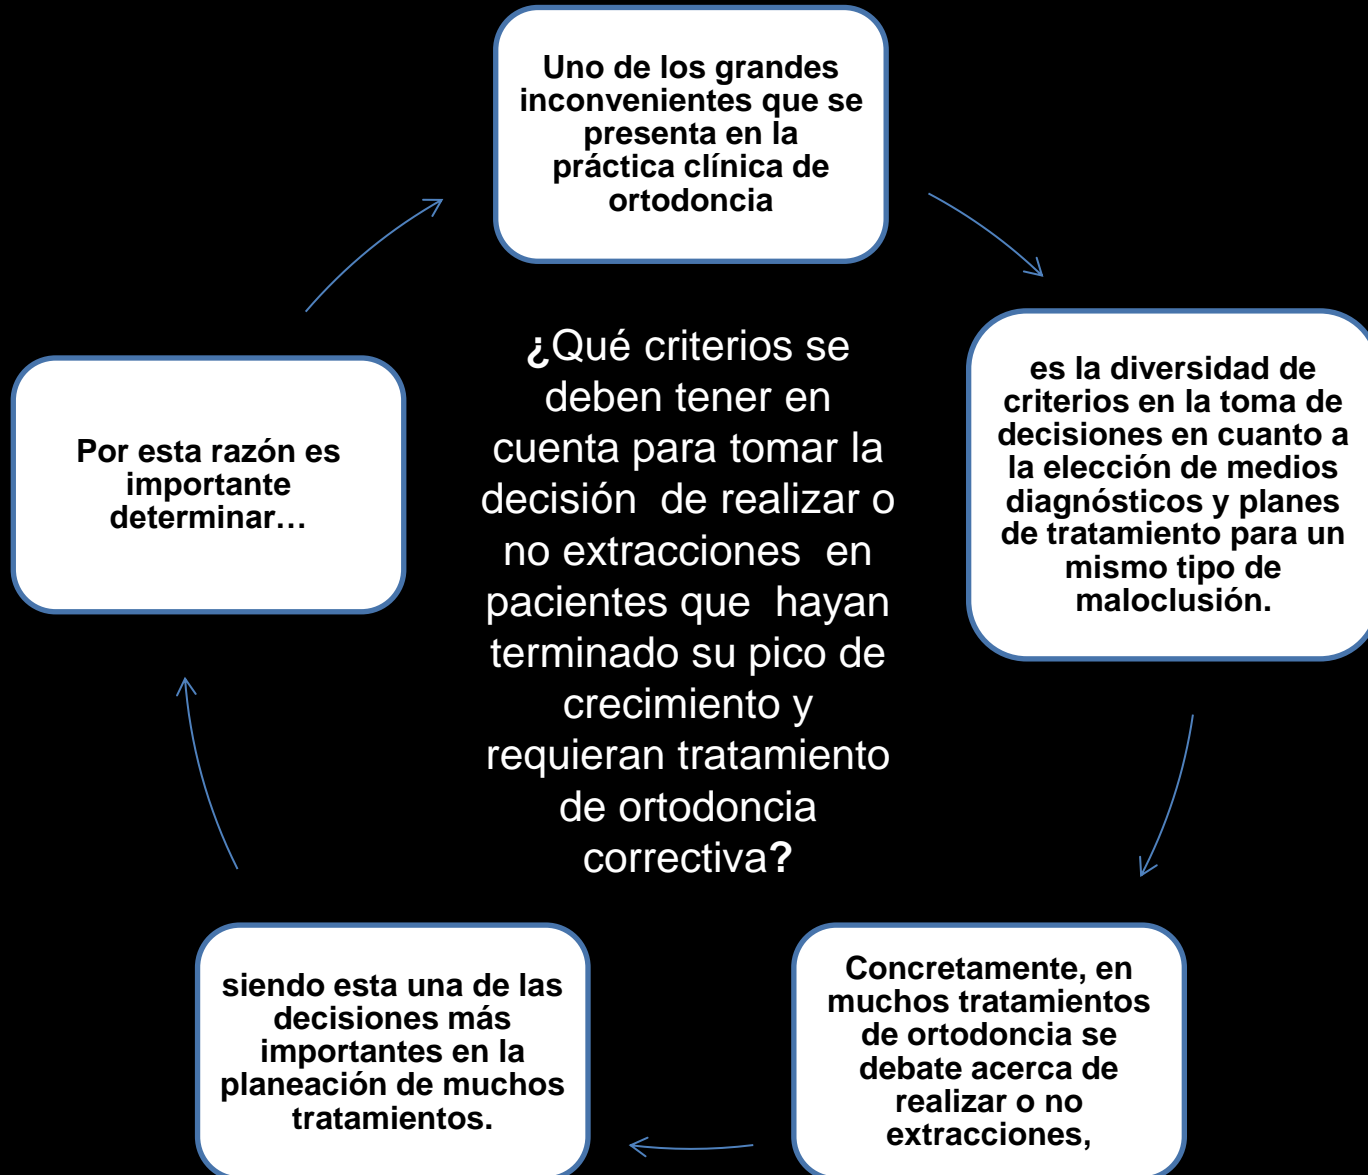 Uno de los grandes
inconvenientes que se
presenta en la
práctica clínica de
ortodoncia
es la diversidad de
criterios en la toma de
decisiones en cuanto a
la elección de medios
diagnósticos y planes
de tratamiento para un
mismo tipo de
maloclusión.
Concretamente, en
muchos tratamientos
de ortodoncia se
debate acerca de
realizar o no
extracciones,
siendo esta una de las
decisiones más
importantes en la
planeación de muchos
tratamientos.
Por esta razón es
importante
determinar…
¿Qué criterios se
deben tener en
cuenta para tomar la
decisión de realizar o
no extracciones en
pacientes que hayan
terminado su pico de
crecimiento y
requieran tratamiento
de ortodoncia
correctiva?